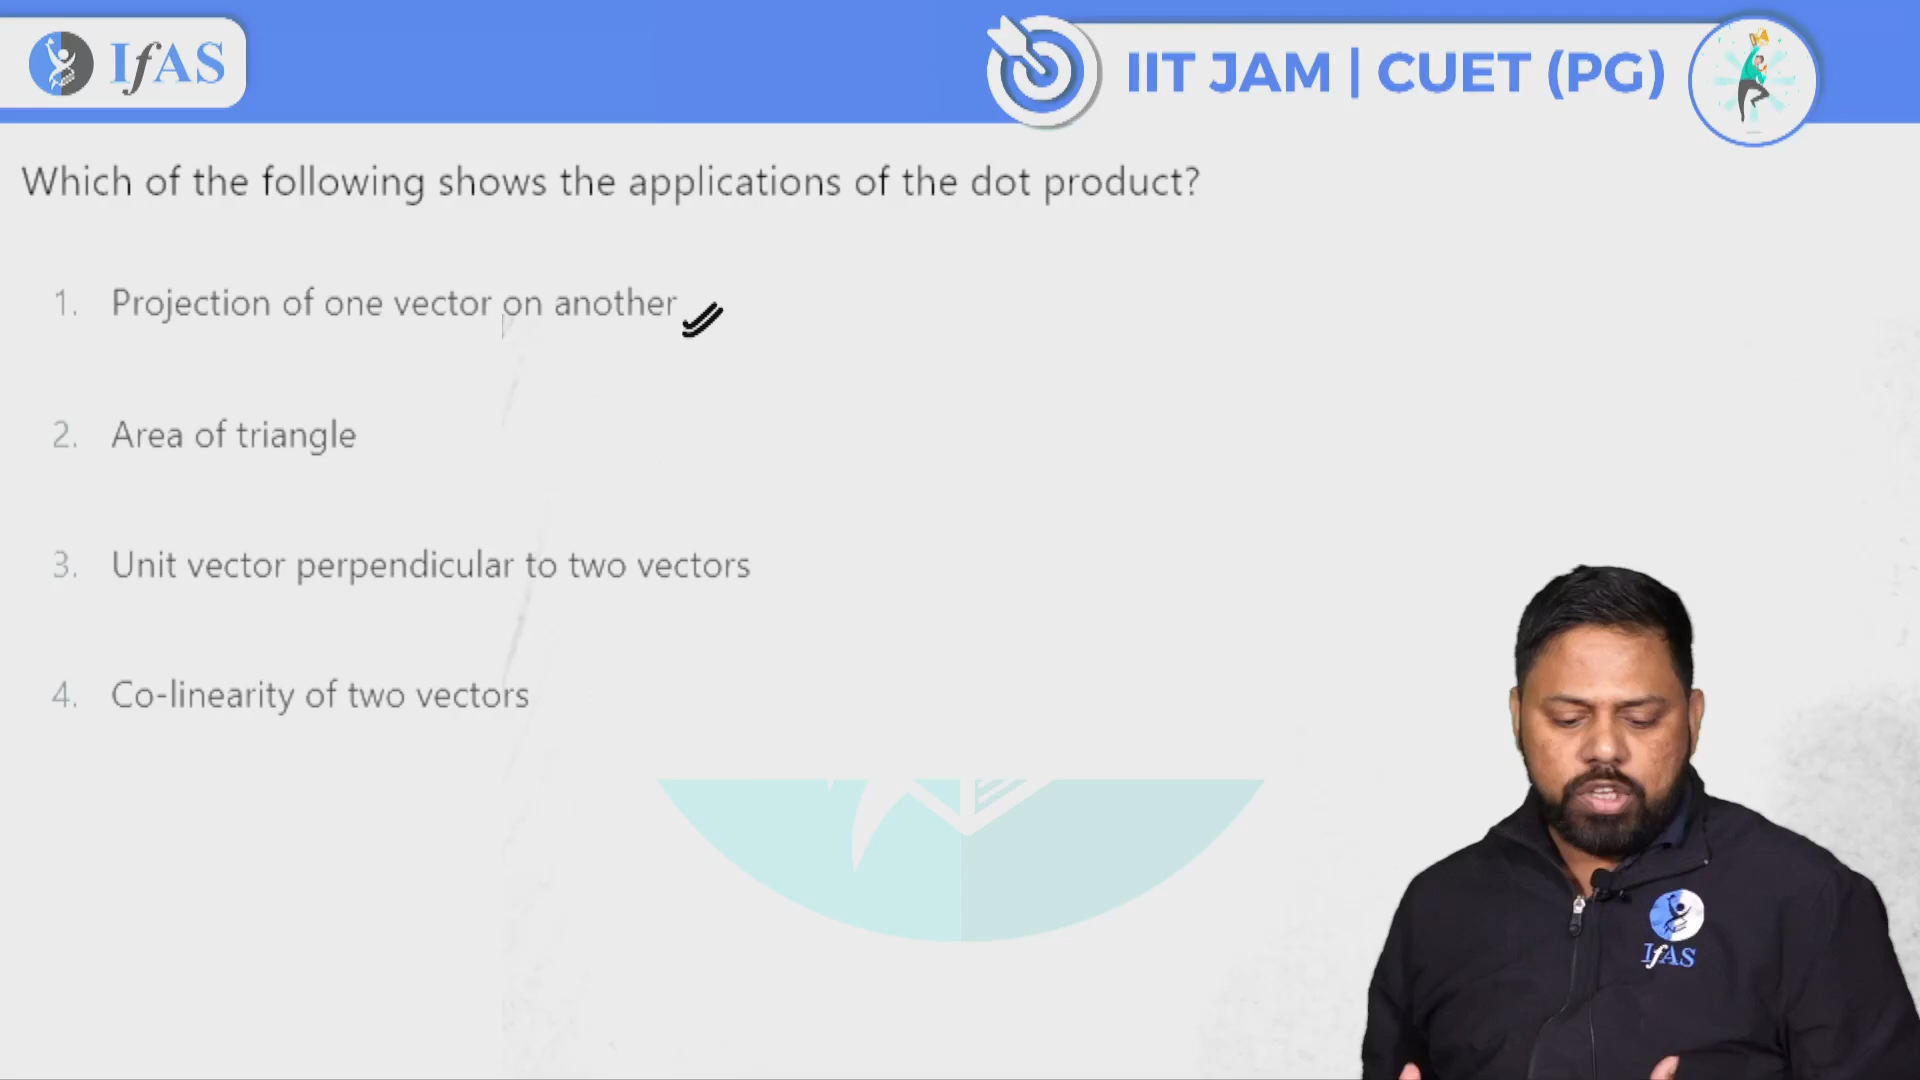 IfAS
IIT JAM | CUET (PG)
Which of the following shows the applications of the dot product?
1. Projection of one vector on another
2. Area of triangle
3. Unit vector perpendicular to two vectors
4. Co-linearity of two vectors
IfAS